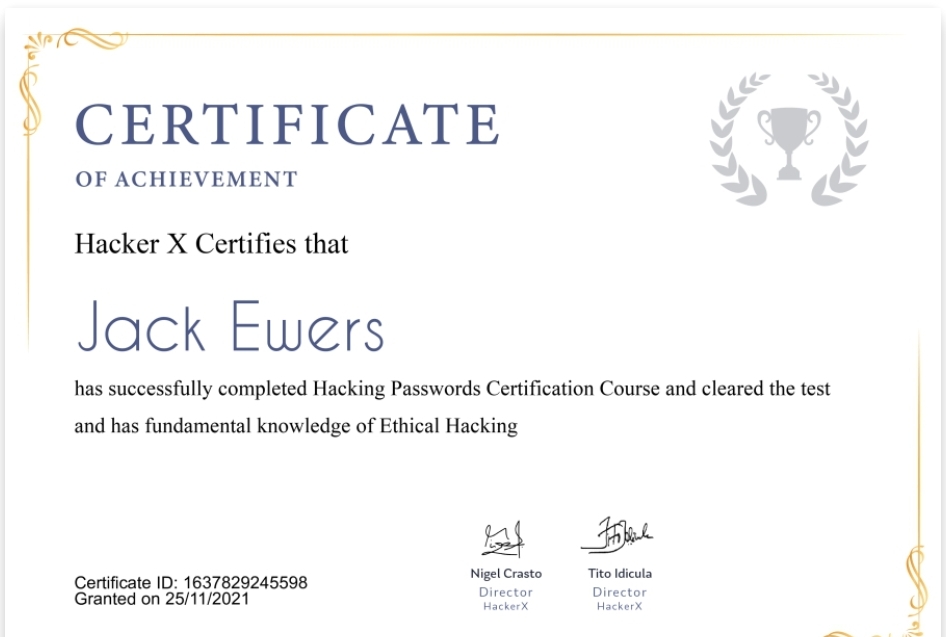 CERTIFICATE
OF ACHIEVEMENT
Hacker X Certifies that
Jack Ewers
has successfully completed Hacking Passwords Certification Course and cleared the test
and has fundamental knowledge of Ethical Hacking
Certificate ID: 1637829245598
Granted on 25/11/2021
Nigel Crasto
Director
HackerX
Tito Idicula
Director
HackerX